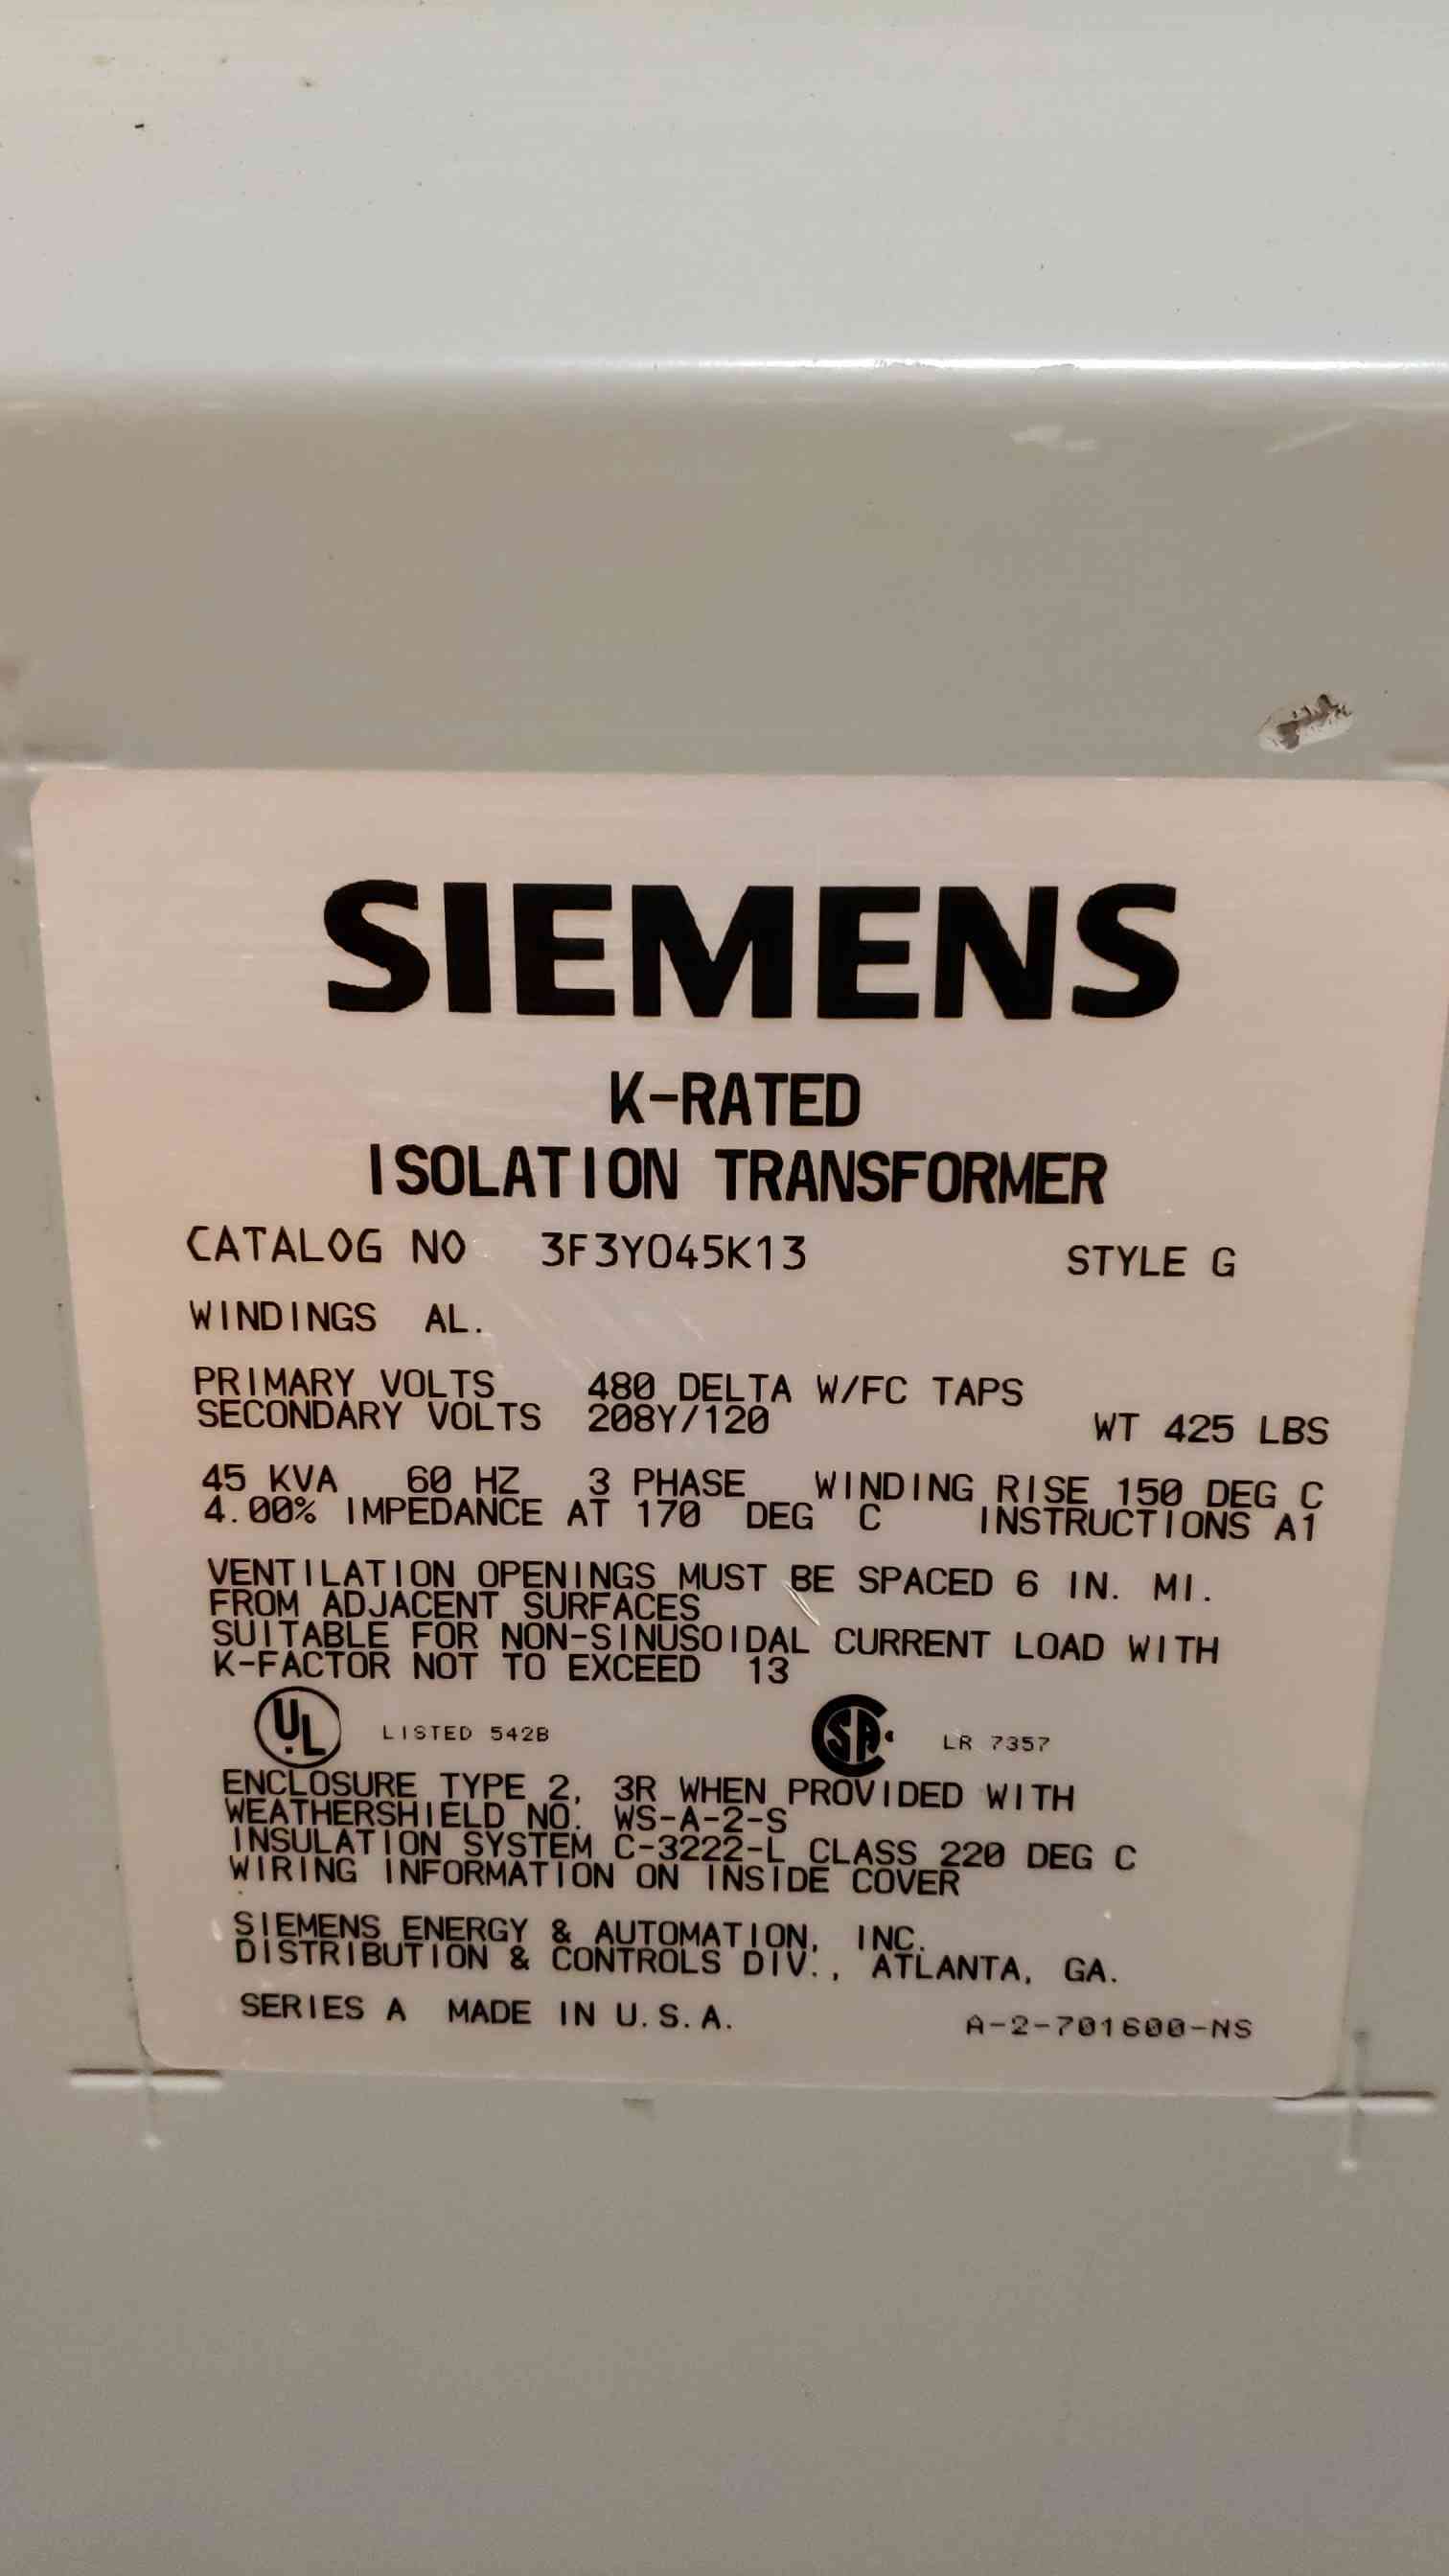 SIEMENS
K-RATED
ISOLATION TRANSFORMER
CATALOG NO 3F3Y045K13 STYLE G
WINDINGS AL.
PRIMARY VOLTS 480 DELTA W/FC TAPS
SECONDARY VOLTS 208Y/120 WT 425 LBS
45 KVA 60 HZ 3 PHASE WINDING RISE 150 DEG C
4.00% IMPEDANCE AT 170 DEG C INSTRUCTIONS A1
VENTILATION OPENINGS MUST BE SPACED 6 IN. MI.
FROM ADJACENT SURFACES
SUITABLE FOR NON-SINUSOIDAL CURRENT LOAD WITH
K-FACTOR NOT TO EXCEED 13
UL LISTED 542B SA LR 7357
ENCLOSURE TYPE 2, 3R WHEN PROVIDED WITH
WEATHERSHIELD NO. WS-A-2-S
INSULATION SYSTEM C-3222-L CLASS 220 DEG C
WIRING INFORMATION ON INSIDE COVER
SIEMENS ENERGY & AUTOMATION, INC.
DISTRIBUTION & CONTROLS DIV., ATLANTA, GA.
SERIES A MADE IN U.S.A. A-2-701600-NS